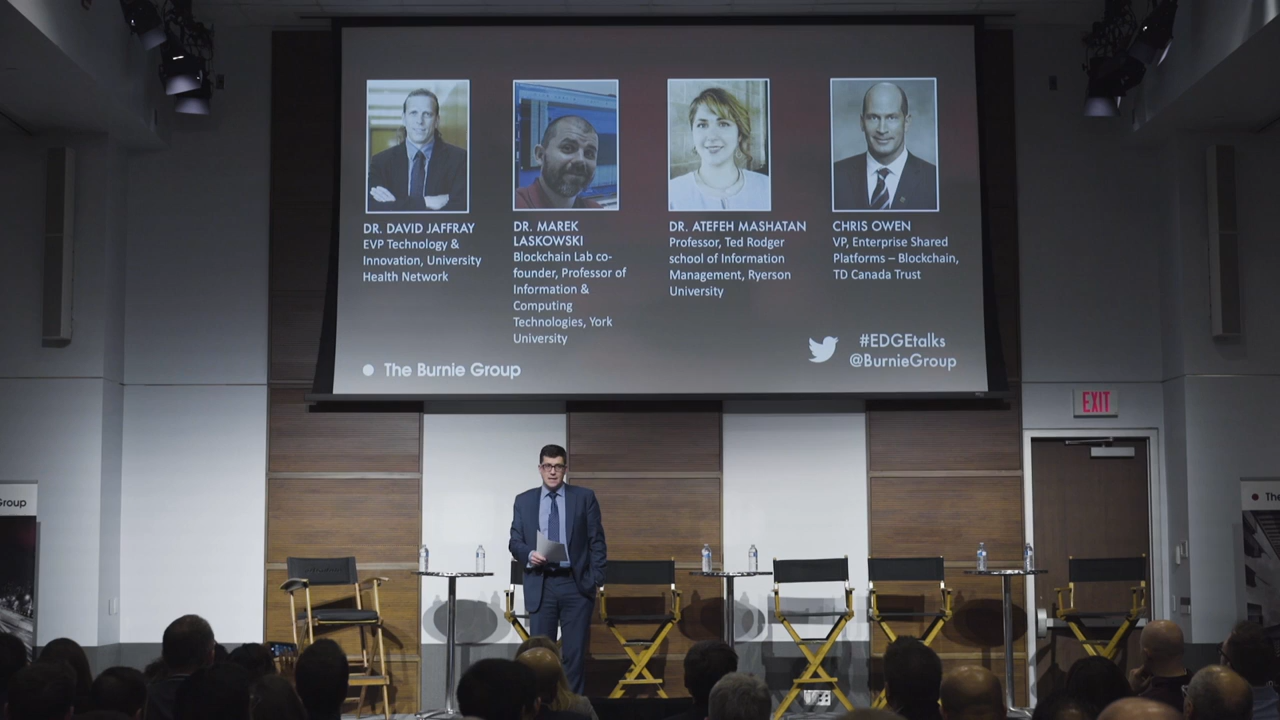 DR. DAVID JAFFRAY
EVP Technology &
Innovation, University
Health Network
DR. MAREK
LASKOWSKI
Blockchain Lab co-
founder, Professor of
Information &
Computing
Technologies, York
University
DR. ATEFEH MASHATAN
Professor, Ted Rodger
school of Information
Management, Ryerson
University
CHRIS OWEN
VP, Enterprise Shared
Platforms – Blockchain,
TD Canada Trust
#EDGEtalks
@BurnieGroup
The Burnie Group
EXIT
Group
The